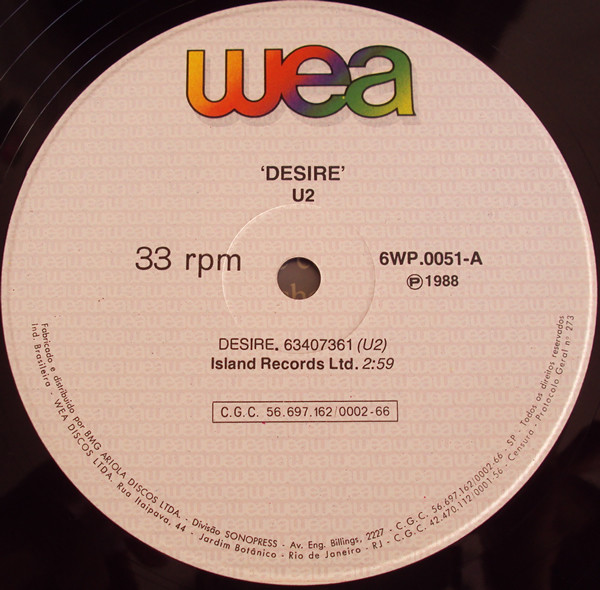 wea
'DESIRE'
U2
33 rpm
6WP.0051-A
℗1988
DESIRE. 63407361 (U2)
Island Records Ltd. 2:59
C.G.C. 56.697.162/0002-66
Fabricado e distribuído por BMG ARIOLA DISCOS LTDA. - Divisão SONOPRESS - Av. Eng. Billings, 2227 - C.G.C. 56.697.162/0002-66 - SP - Todos os direitos reservados
Ind. Brasileira - WEA DISCOS LTDA. Rua Itaipava, 44 - Jardim Botânico - Rio de Janeiro - RJ - C.G.C. 42.470.112/0001-56 - Censura - Protocolo Geral nº 273